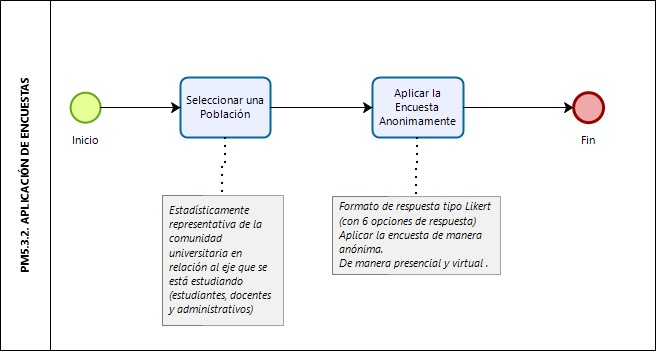 PM5.3.2. APLICACIÓN DE ENCUESTAS
Inicio
Seleccionar una
Población
Aplicar la
Encuesta
Anonimamente
Fin
Estadísticamente
representativa de la
comunidad
universitaria en
relación al eje que se
está estudiando
(estudiantes, docentes
y administrativos)
Formato de respuesta tipo Likert
(con 6 opciones de respuesta)
Aplicar la encuesta de manera
anónima.
De manera presencial y virtual .